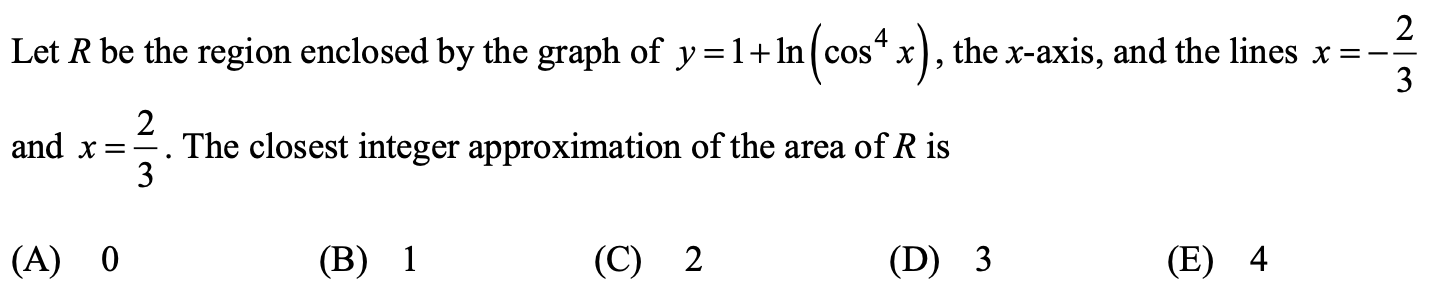 Let R be the region enclosed by the graph of y = 1 + ln(cos⁴ x), the x-axis, and the lines x = −2/3
and x = 2/3. The closest integer approximation of the area of R is
(A) 0 (B) 1 (C) 2 (D) 3 (E) 4